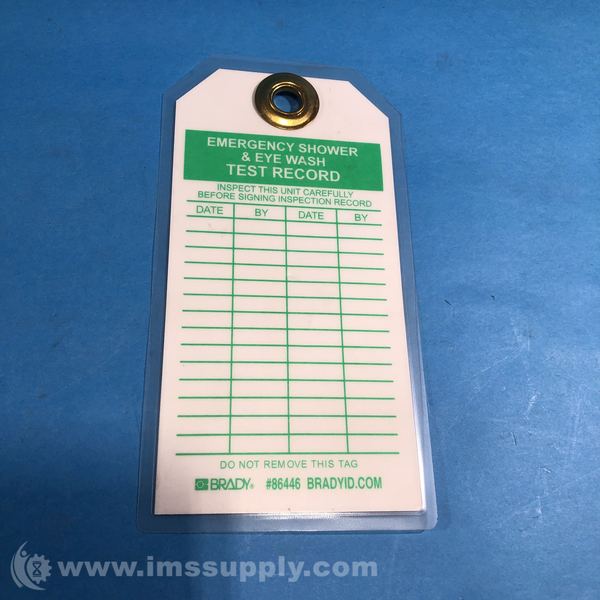 EMERGENCY SHOWER
& EYE WASH
TEST RECORD
INSPECT THIS UNIT CAREFULLY
BEFORE SIGNING INSPECTION RECORD
DATE BY DATE BY
DO NOT REMOVE THIS TAG
BRADY® #86446 BRADYID.COM
www.imssupply.com